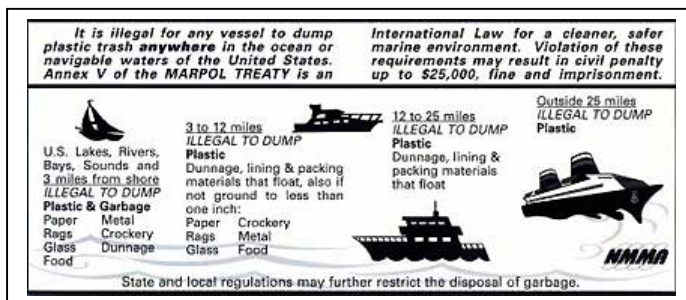 It is illegal for any vessel to dump
plastic trash anywhere in the ocean or
navigable waters of the United States.
Annex V of the MARPOL TREATY is an
International Law for a cleaner, safer
marine environment. Violation of these
requirements may result in civil penalty
up to $25,000, fine and imprisonment.
U.S. Lakes, Rivers,
Bays, Sounds and
3 miles from shore
ILLEGAL TO DUMP
Plastic & Garbage
Paper Metal
Rags Crockery
Glass Dunnage
Food
3 to 12 miles
ILLEGAL TO DUMP
Plastic
Dunnage, lining & packing
materials that float, also if
not ground to less than
one inch:
Paper Crockery
Rags Metal
Glass Food
12 to 25 miles
ILLEGAL TO DUMP
Plastic
Dunnage, lining &
packing materials
that float
Outside 25 miles
ILLEGAL TO DUMP
Plastic
NMMA
State and local regulations may further restrict the disposal of garbage.